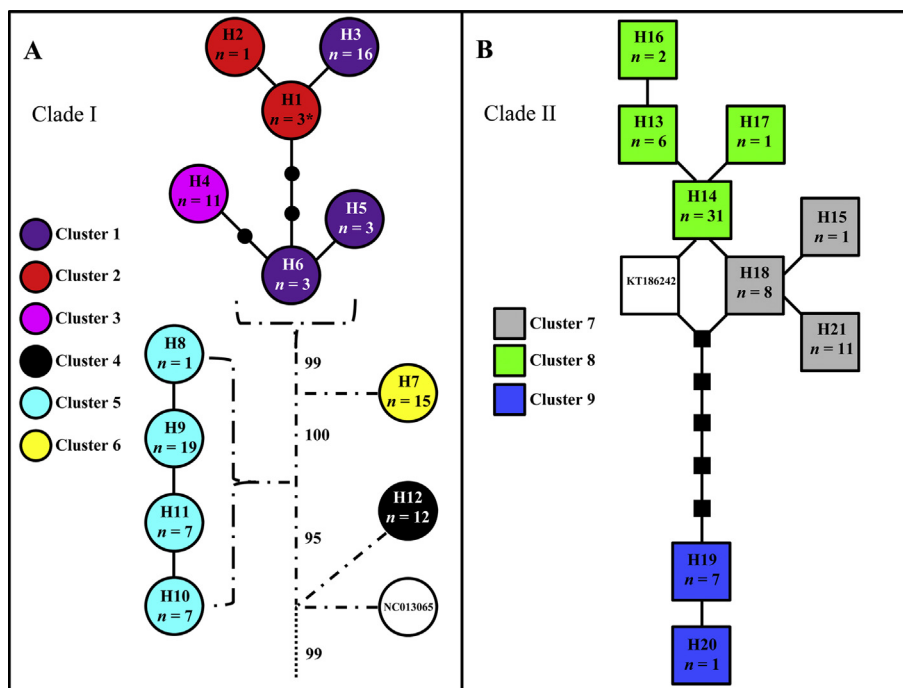 A
Clade I
H2
n = 1
H3
n = 16
H1
n = 3*
H4
n = 11
H5
n = 3
H6
n = 3
Cluster 1
Cluster 2
Cluster 3
Cluster 4
Cluster 5
Cluster 6
H8
n = 1
H9
n = 19
H11
n = 7
H10
n = 7
99
H7
n = 15
100
H12
n = 12
95
NC013065
99
B
Clade II
H16
n = 2
H13
n = 6
H17
n = 1
H14
n = 31
H15
n = 1
KT186242
H18
n = 8
H21
n = 11
Cluster 7
Cluster 8
Cluster 9
H19
n = 7
H20
n = 1